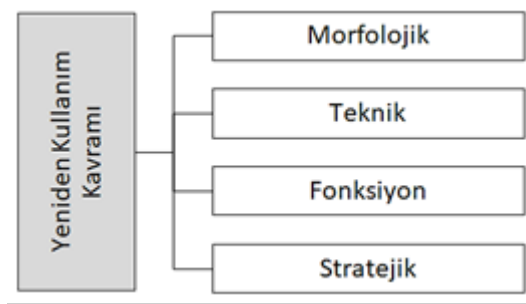 Yeniden Kullanım
Kavramı
Morfolojik
Teknik
Fonksiyon
Stratejik